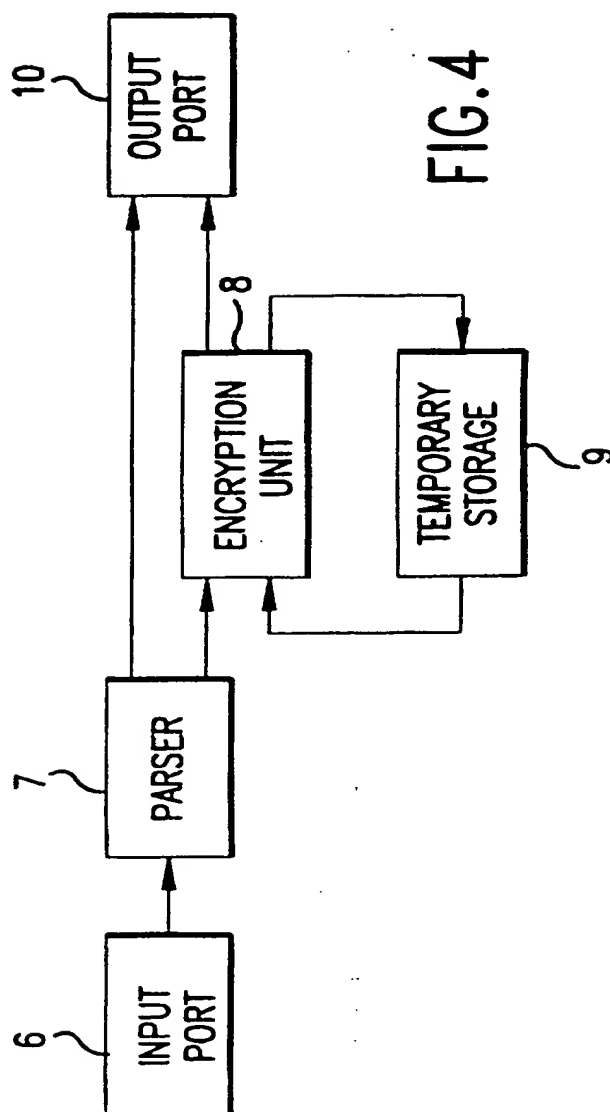 6
INPUT
PORT
7
PARSER
8
ENCRYPTION
UNIT
9
TEMPORARY
STORAGE
10
OUTPUT
PORT
FIG.4